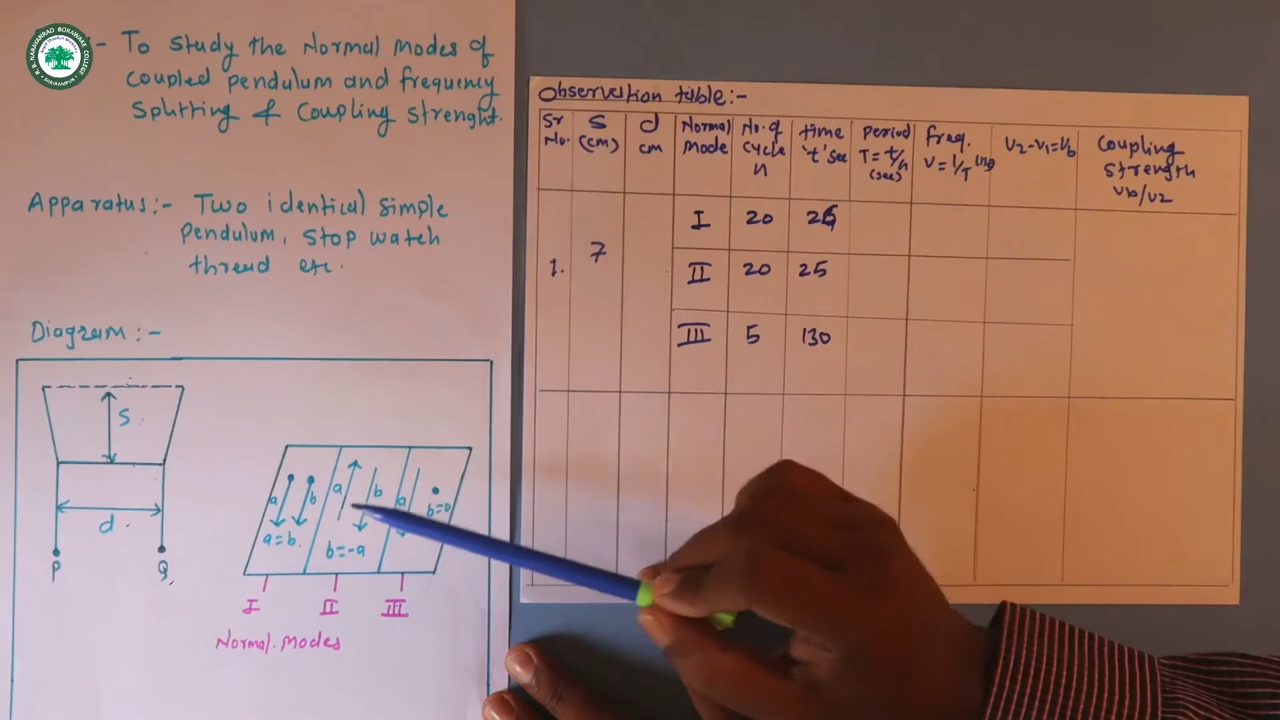 - To study the Normal modes of
coupled pendulum and frequency
Splitting & Coupling strenght.
Apparatus:- Two identical simple
pendulum, stop watch
thread etc.
Diagram:-
S
d
P
Q
a
b
a=b.
a
b
b=-a
a
b=0
I II III
Normal. modes
Observation table:-
Sr No. S (cm) d cm Normal mode No. of cycle n time 't' sec Period T=t/n (sec) freq. ν=1/T ν2-ν1=νb Coupling strength νb/ν2
I 20
1. 7 II 20 25
III 5 130